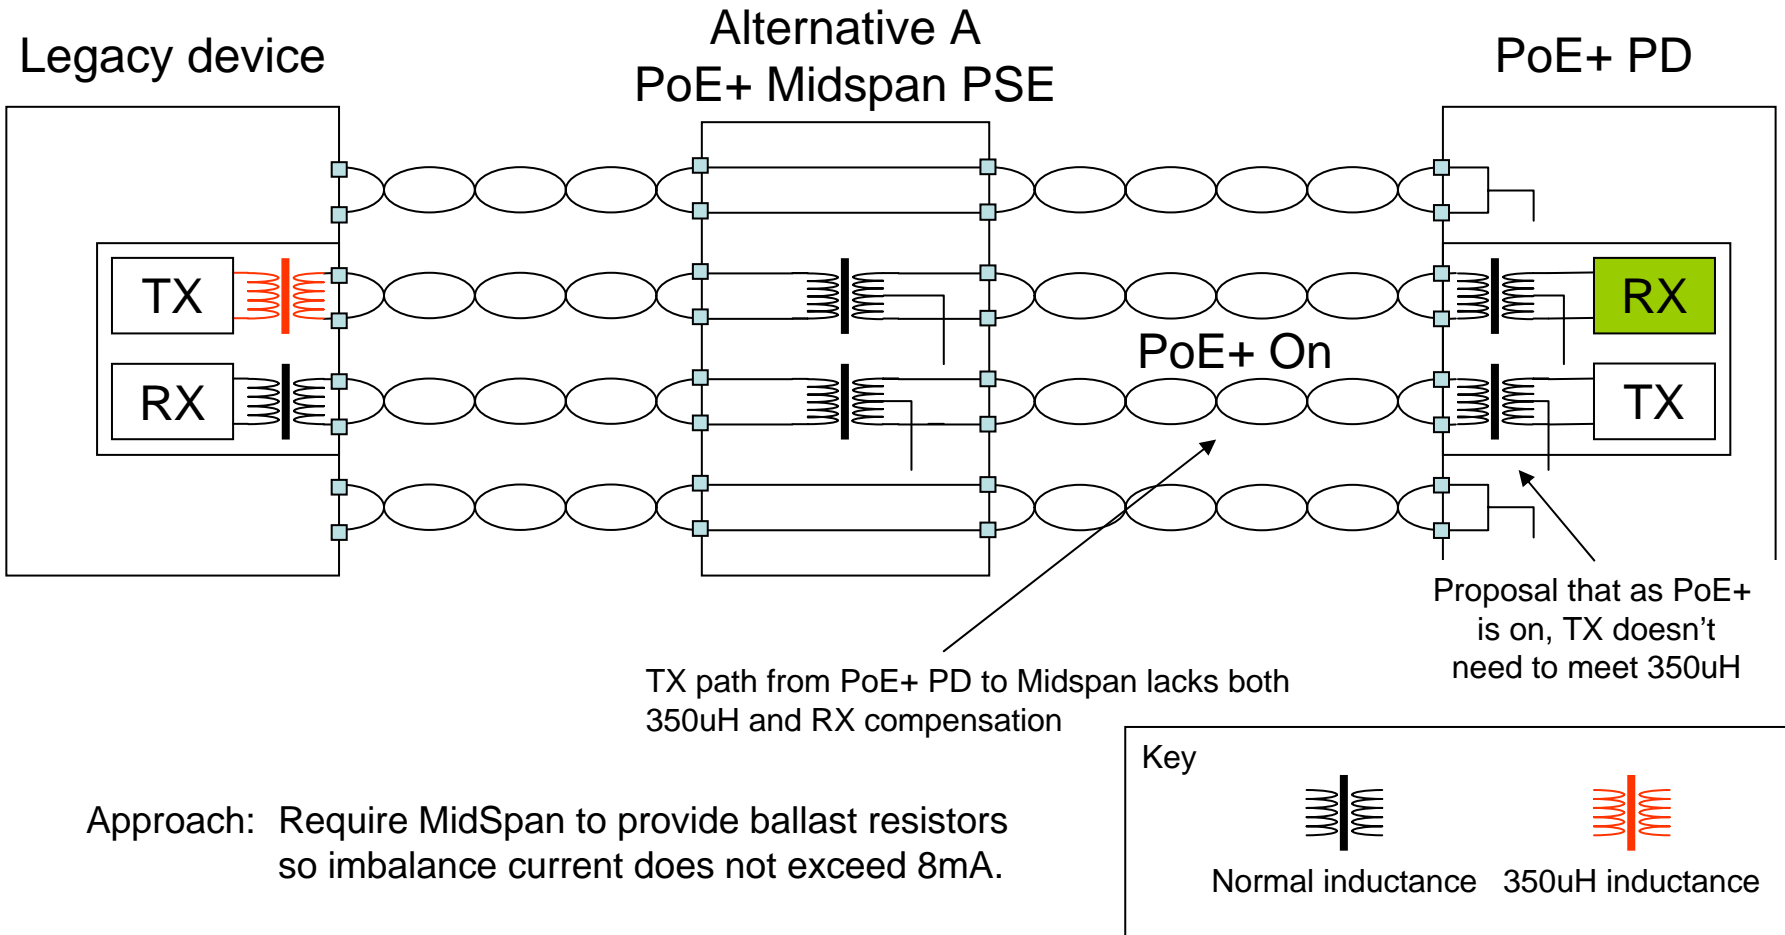 Legacy device
Alternative A
PoE+ Midspan PSE
PoE+ PD
TX
RX
RX
TX
PoE+ On
Proposal that as PoE+
is on, TX doesn't
need to meet 350uH
TX path from PoE+ PD to Midspan lacks both
350uH and RX compensation
Approach: Require MidSpan to provide ballast resistors
so imbalance current does not exceed 8mA.
Key
Normal inductance
350uH inductance